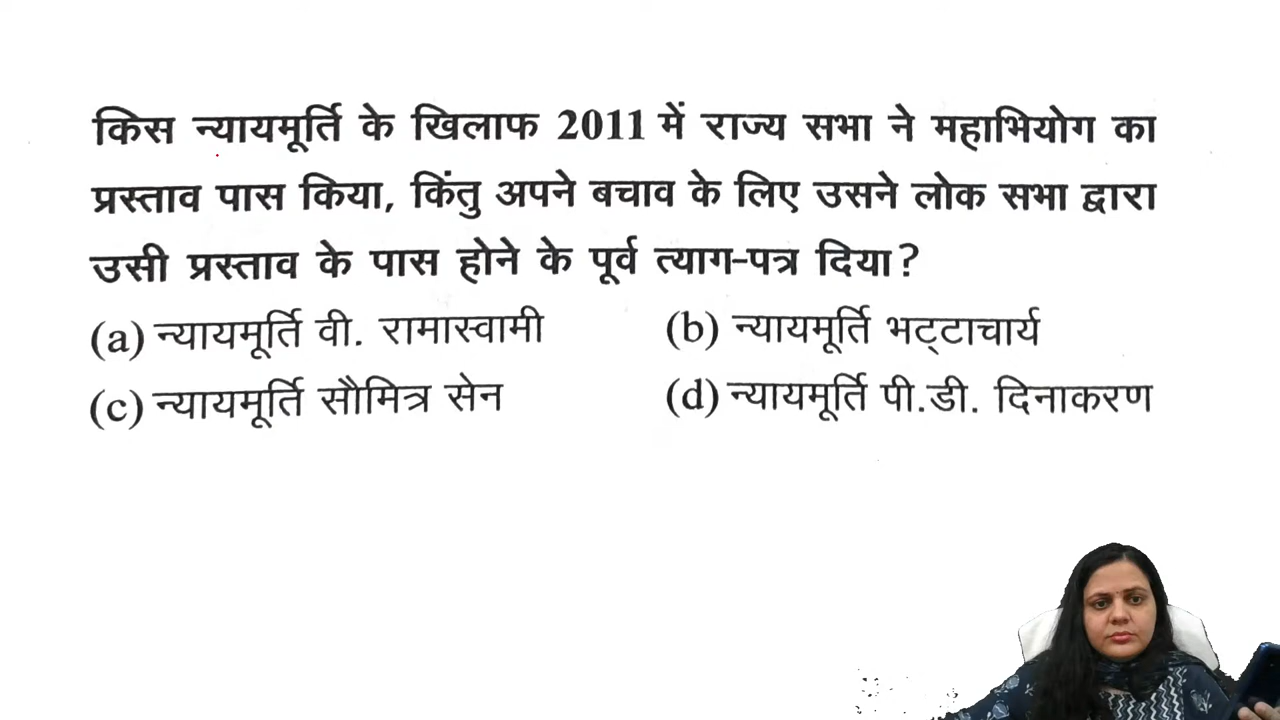 किस न्यायमूर्ति के खिलाफ 2011 में राज्य सभा ने महाभियोग का
प्रस्ताव पास किया, किंतु अपने बचाव के लिए उसने लोक सभा द्वारा
उसी प्रस्ताव के पास होने के पूर्व त्याग-पत्र दिया?
(a) न्यायमूर्ति वी. रामास्वामी (b) न्यायमूर्ति भट्‌टाचार्य
(c) न्यायमूर्ति सौमित्र सेन (d) न्यायमूर्ति पी.डी. दिनाकरण